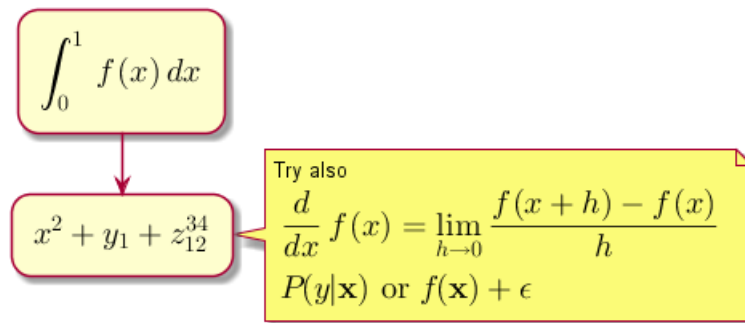 ∫₀¹ f(x) dx
x² + y₁ + z₁₂³⁴
Try also
d/dx f(x) = lim_{h→0} (f(x + h) − f(x))/h
P(y|𝐱) or f(𝐱) + ϵ